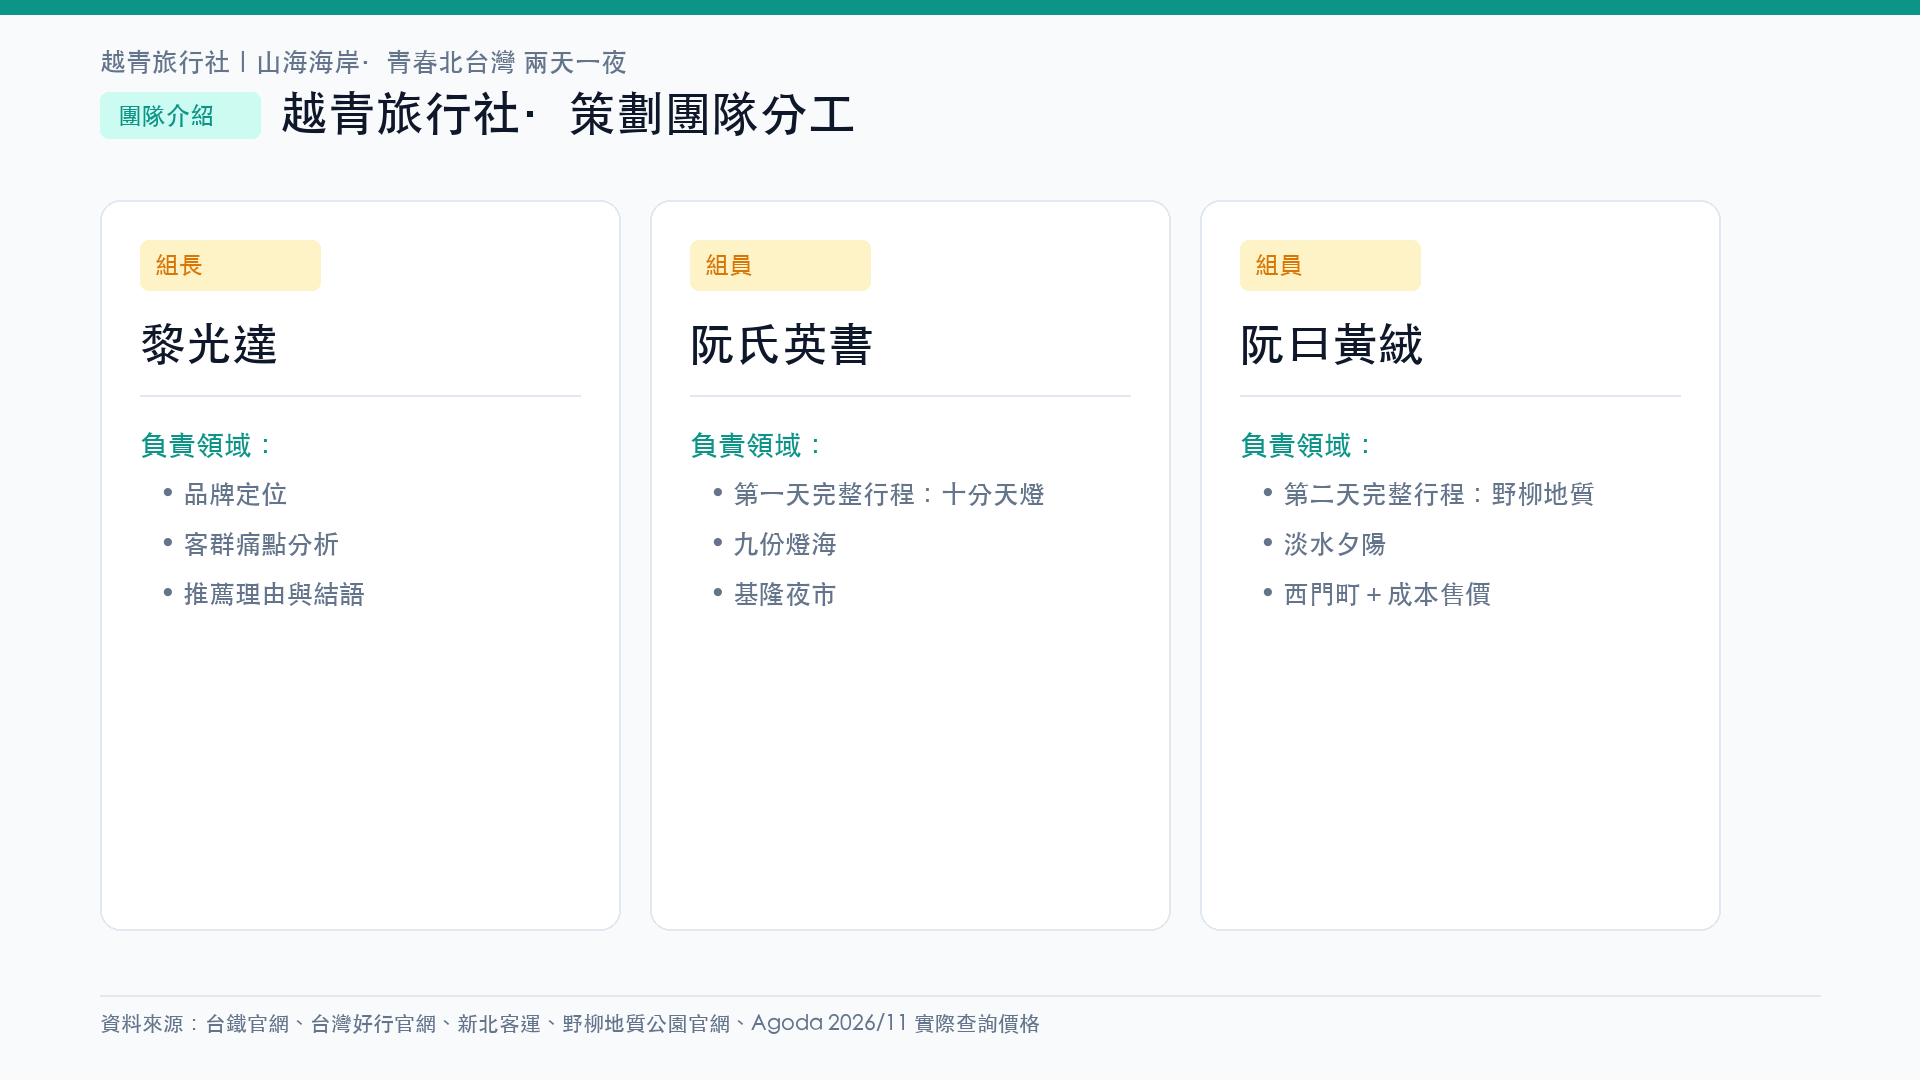 越青旅行社 | 山海海岸· 青春北台灣 兩天一夜
團隊介紹
越青旅行社· 策劃團隊分工
組長
黎光達
負責領域：
• 品牌定位
• 客群痛點分析
• 推薦理由與結語
組員
阮氏英書
負責領域：
• 第一天完整行程：十分天燈
• 九份燈海
• 基隆夜市
組員
阮曰黃絨
負責領域：
• 第二天完整行程：野柳地質
• 淡水夕陽
• 西門町＋成本售價
資料來源：台鐵官網、台灣好行官網、新北客運、野柳地質公園官網、Agoda 2026/11 實際查詢價格